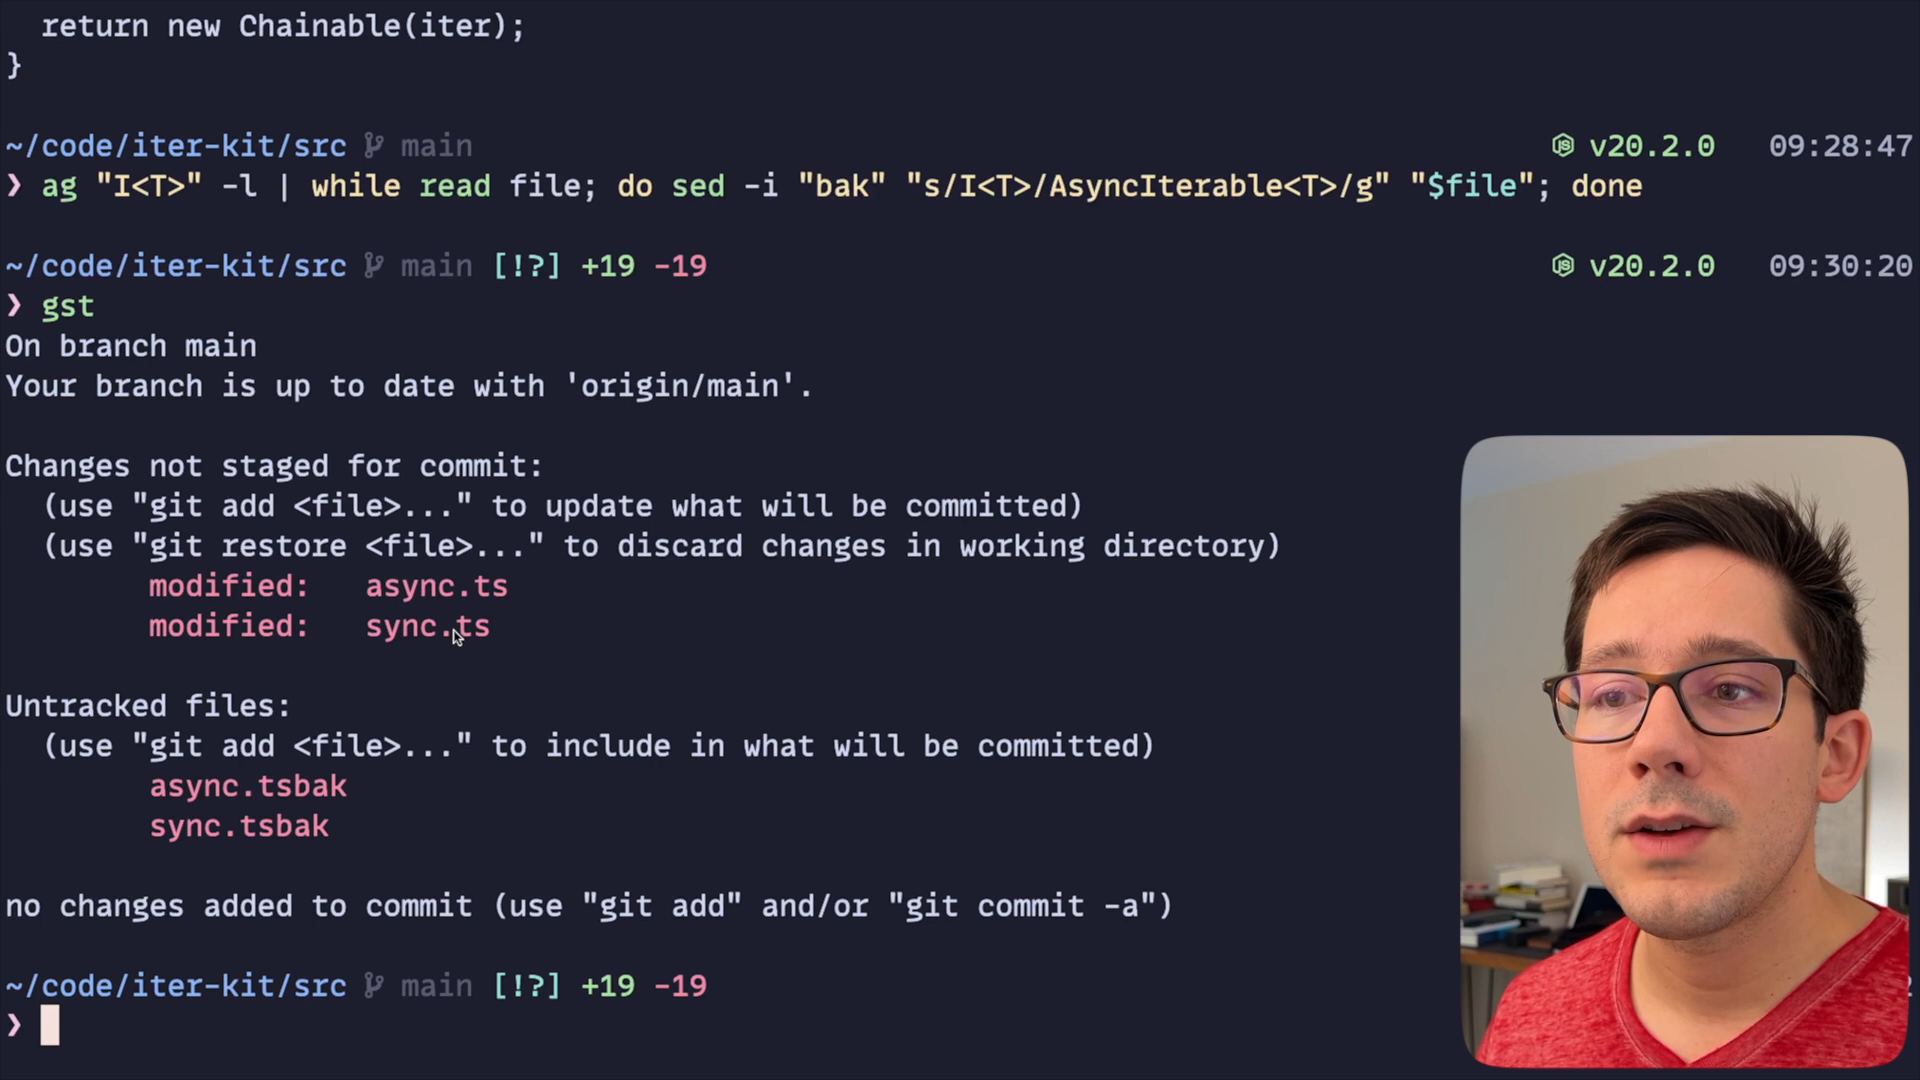 return new Chainable(iter);
}
~/code/iter-kit/src main v20.2.0 09:28:47
❯ ag "I<T>" -l | while read file; do sed -i "bak" "s/I<T>/AsyncIterable<T>/g" "$file"; done
~/code/iter-kit/src main [!?] +19 -19 v20.2.0 09:30:20
❯ gst
On branch main
Your branch is up to date with 'origin/main'.
Changes not staged for commit:
(use "git add <file>..." to update what will be committed)
(use "git restore <file>..." to discard changes in working directory)
modified: async.ts
modified: sync.ts
Untracked files:
(use "git add <file>..." to include in what will be committed)
async.tsbak
sync.tsbak
no changes added to commit (use "git add" and/or "git commit -a")
~/code/iter-kit/src main [!?] +19 -19
❯